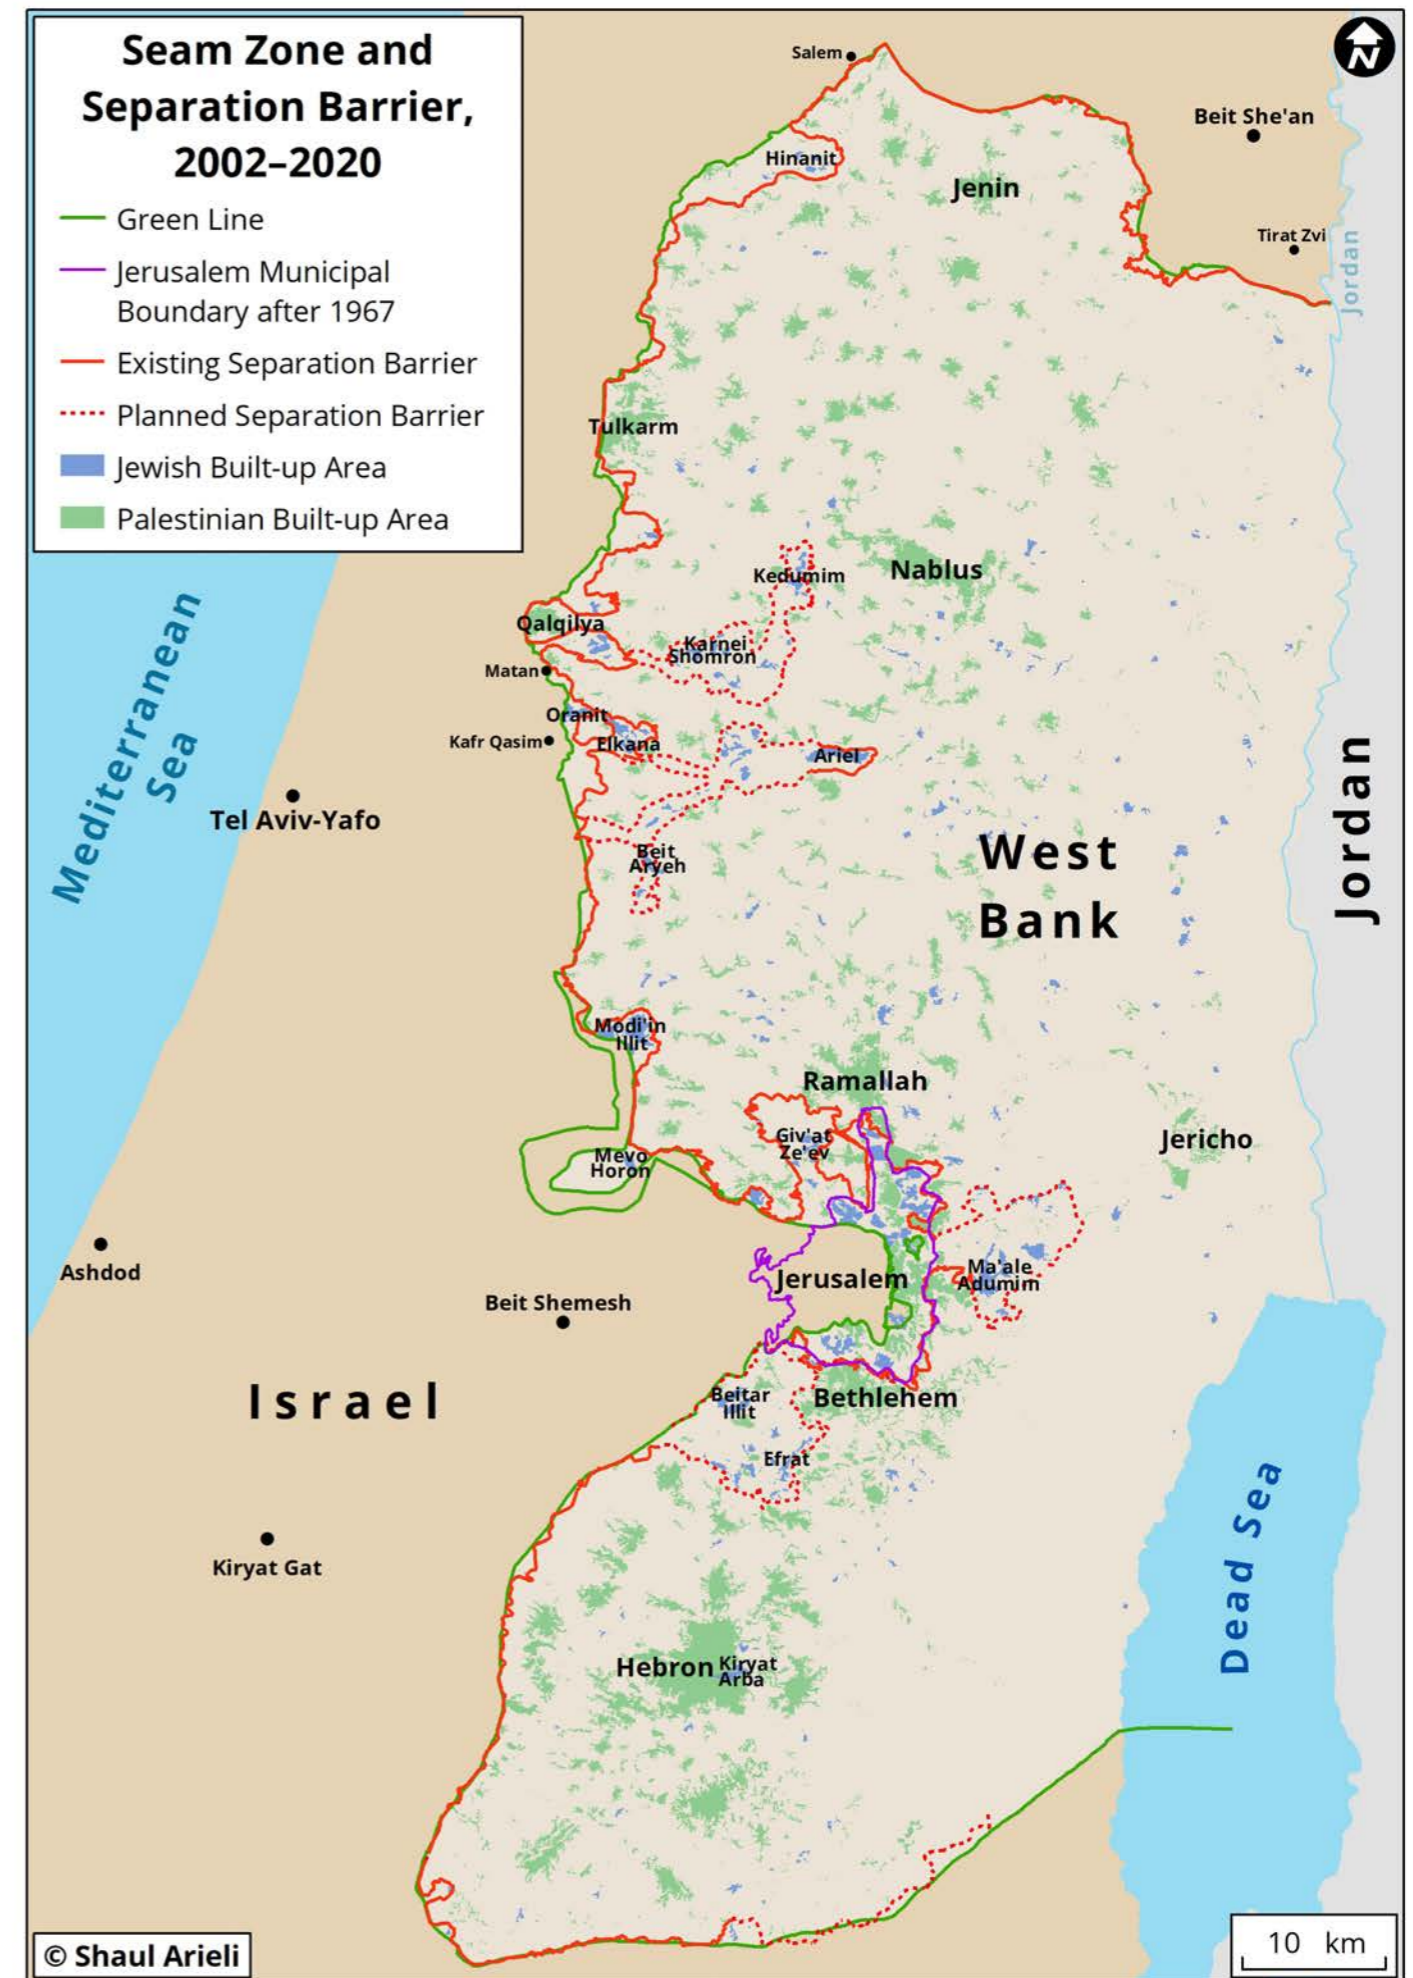 Seam Zone and
Separation Barrier,
2002–2020
Green Line
Jerusalem Municipal
Boundary after 1967
Existing Separation Barrier
Planned Separation Barrier
Jewish Built-up Area
Palestinian Built-up Area
N
Salem
Beit She'an
Hinanit
Jenin
Tirat Zvi
Jordan
Tulkarm
Kedumim
Nablus
Qalqilya
Karnei
Shomron
Matan
Mediterranean
Sea
Oranit
Kafr Qasim
Elkana
Ariel
Tel Aviv-Yafo
Jordan
Beit
Aryeh
West
Bank
Modi'in
Illit
Ramallah
Giv'at
Ze'ev
Jericho
Mevo
Horon
Ashdod
Jerusalem
Ma'ale
Adumim
Beit Shemesh
Israel
Beitar
Illit
Bethlehem
Efrat
Dead Sea
Kiryat Gat
Hebron
Kiryat
Arba
© Shaul Arieli
10 km